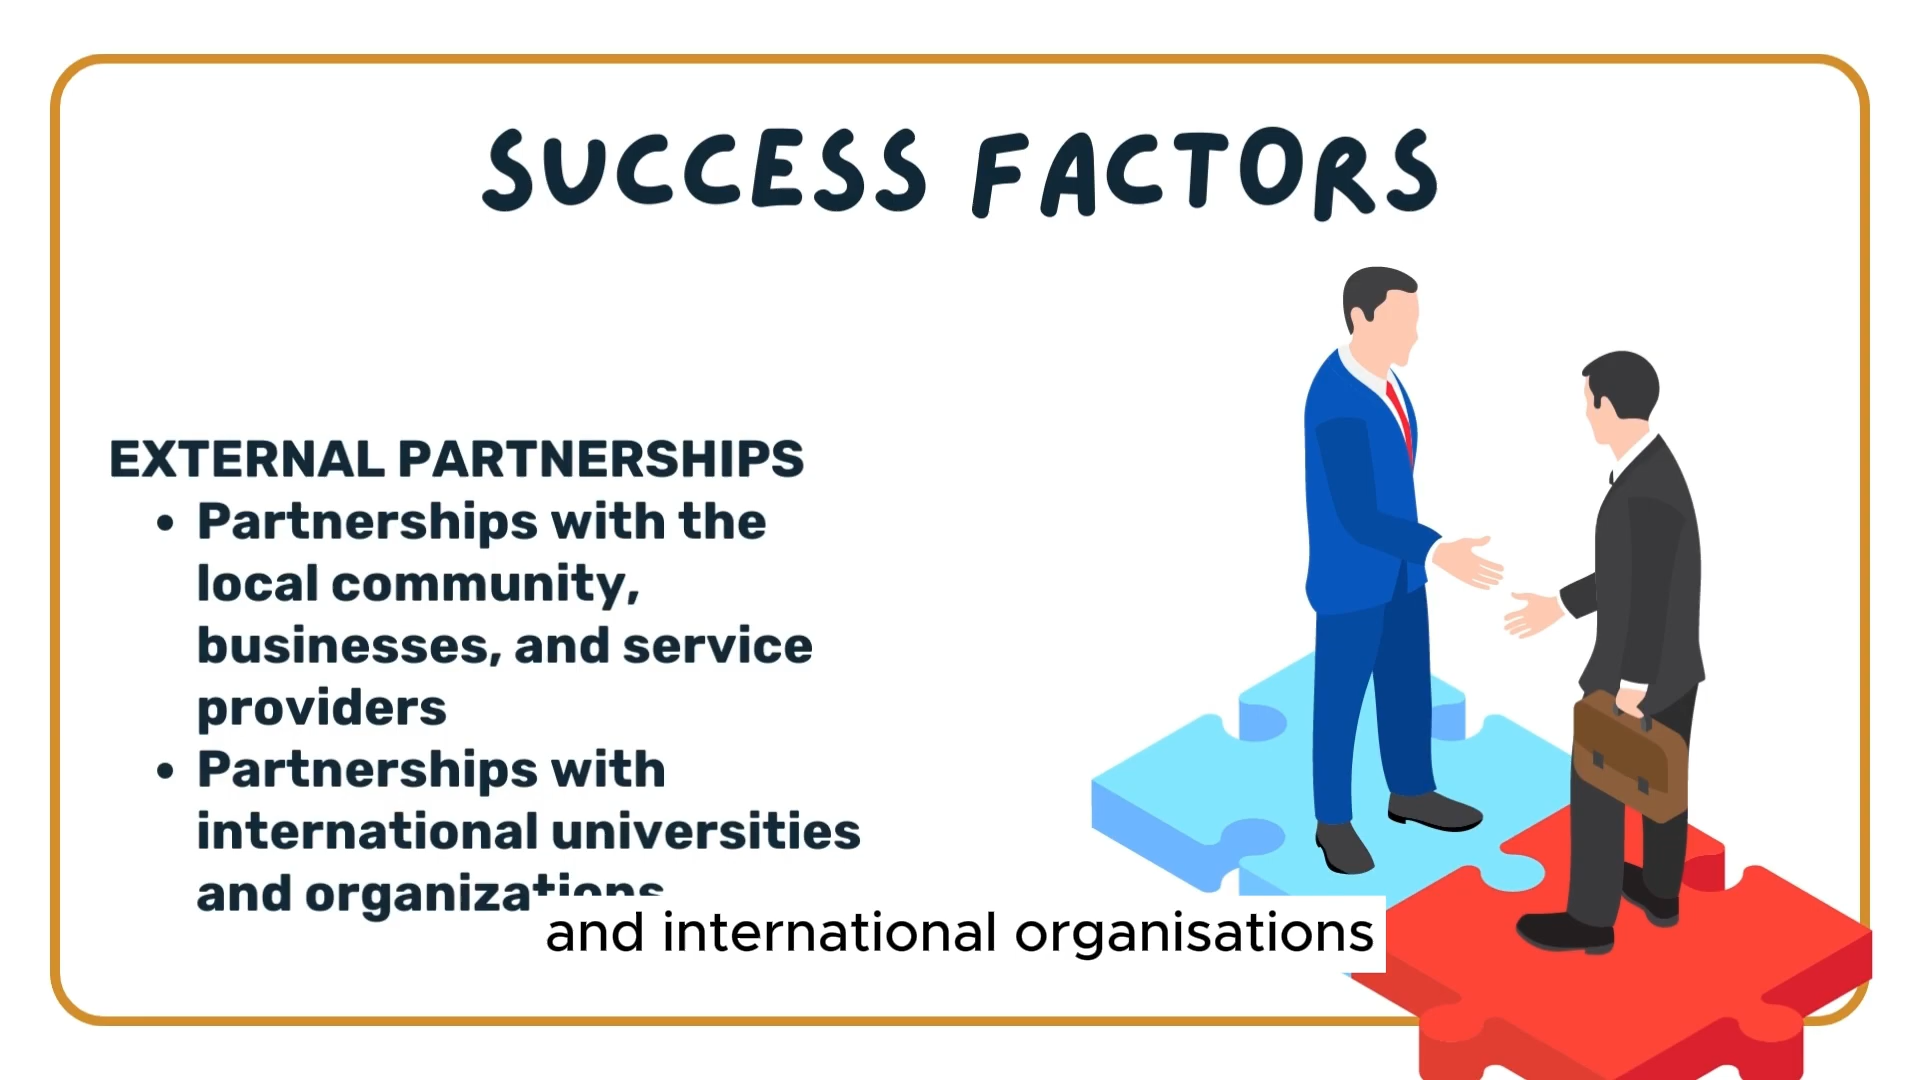 SUCCESS FACTORS
EXTERNAL PARTNERSHIPS
• Partnerships with the
local community,
businesses, and service
providers
• Partnerships with
international universities
and organizations
and international organisations